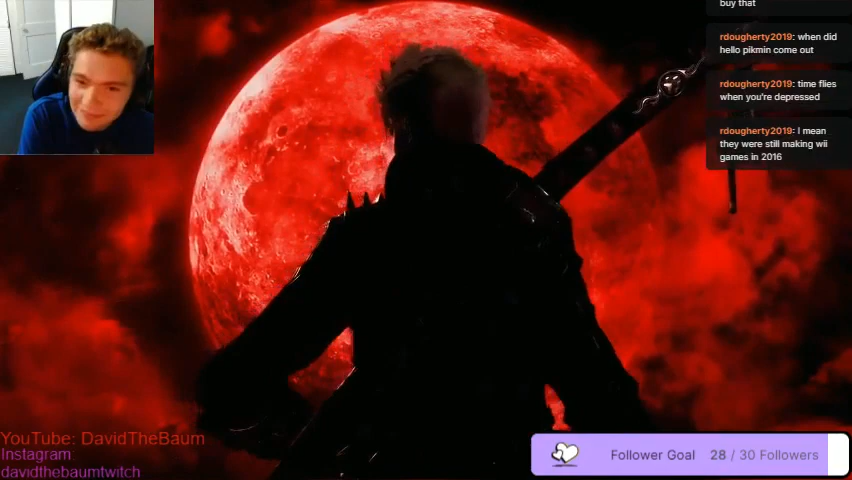 buy that
rdougherty2019: when did
hello pikmin come out
rdougherty2019: time flies
when you're depressed
rdougherty2019: I mean
they were still making wii
games in 2016
YouTube: DavidTheBaum
Instagram:
davidthebaumtwitch
Follower Goal 28 / 30 Followers